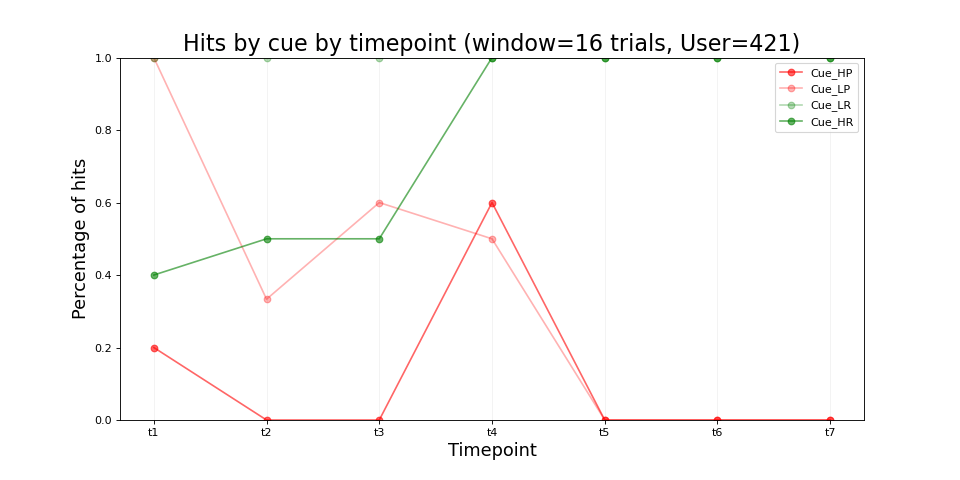 Hits by cue by timepoint (window=16 trials, User=421)
1.0
0.8
0.6
0.4
0.2
0.0
Percentage of hits
Cue_HP
Cue_LP
Cue_LR
Cue_HR
t1 t2 t3 t4 t5 t6 t7
Timepoint